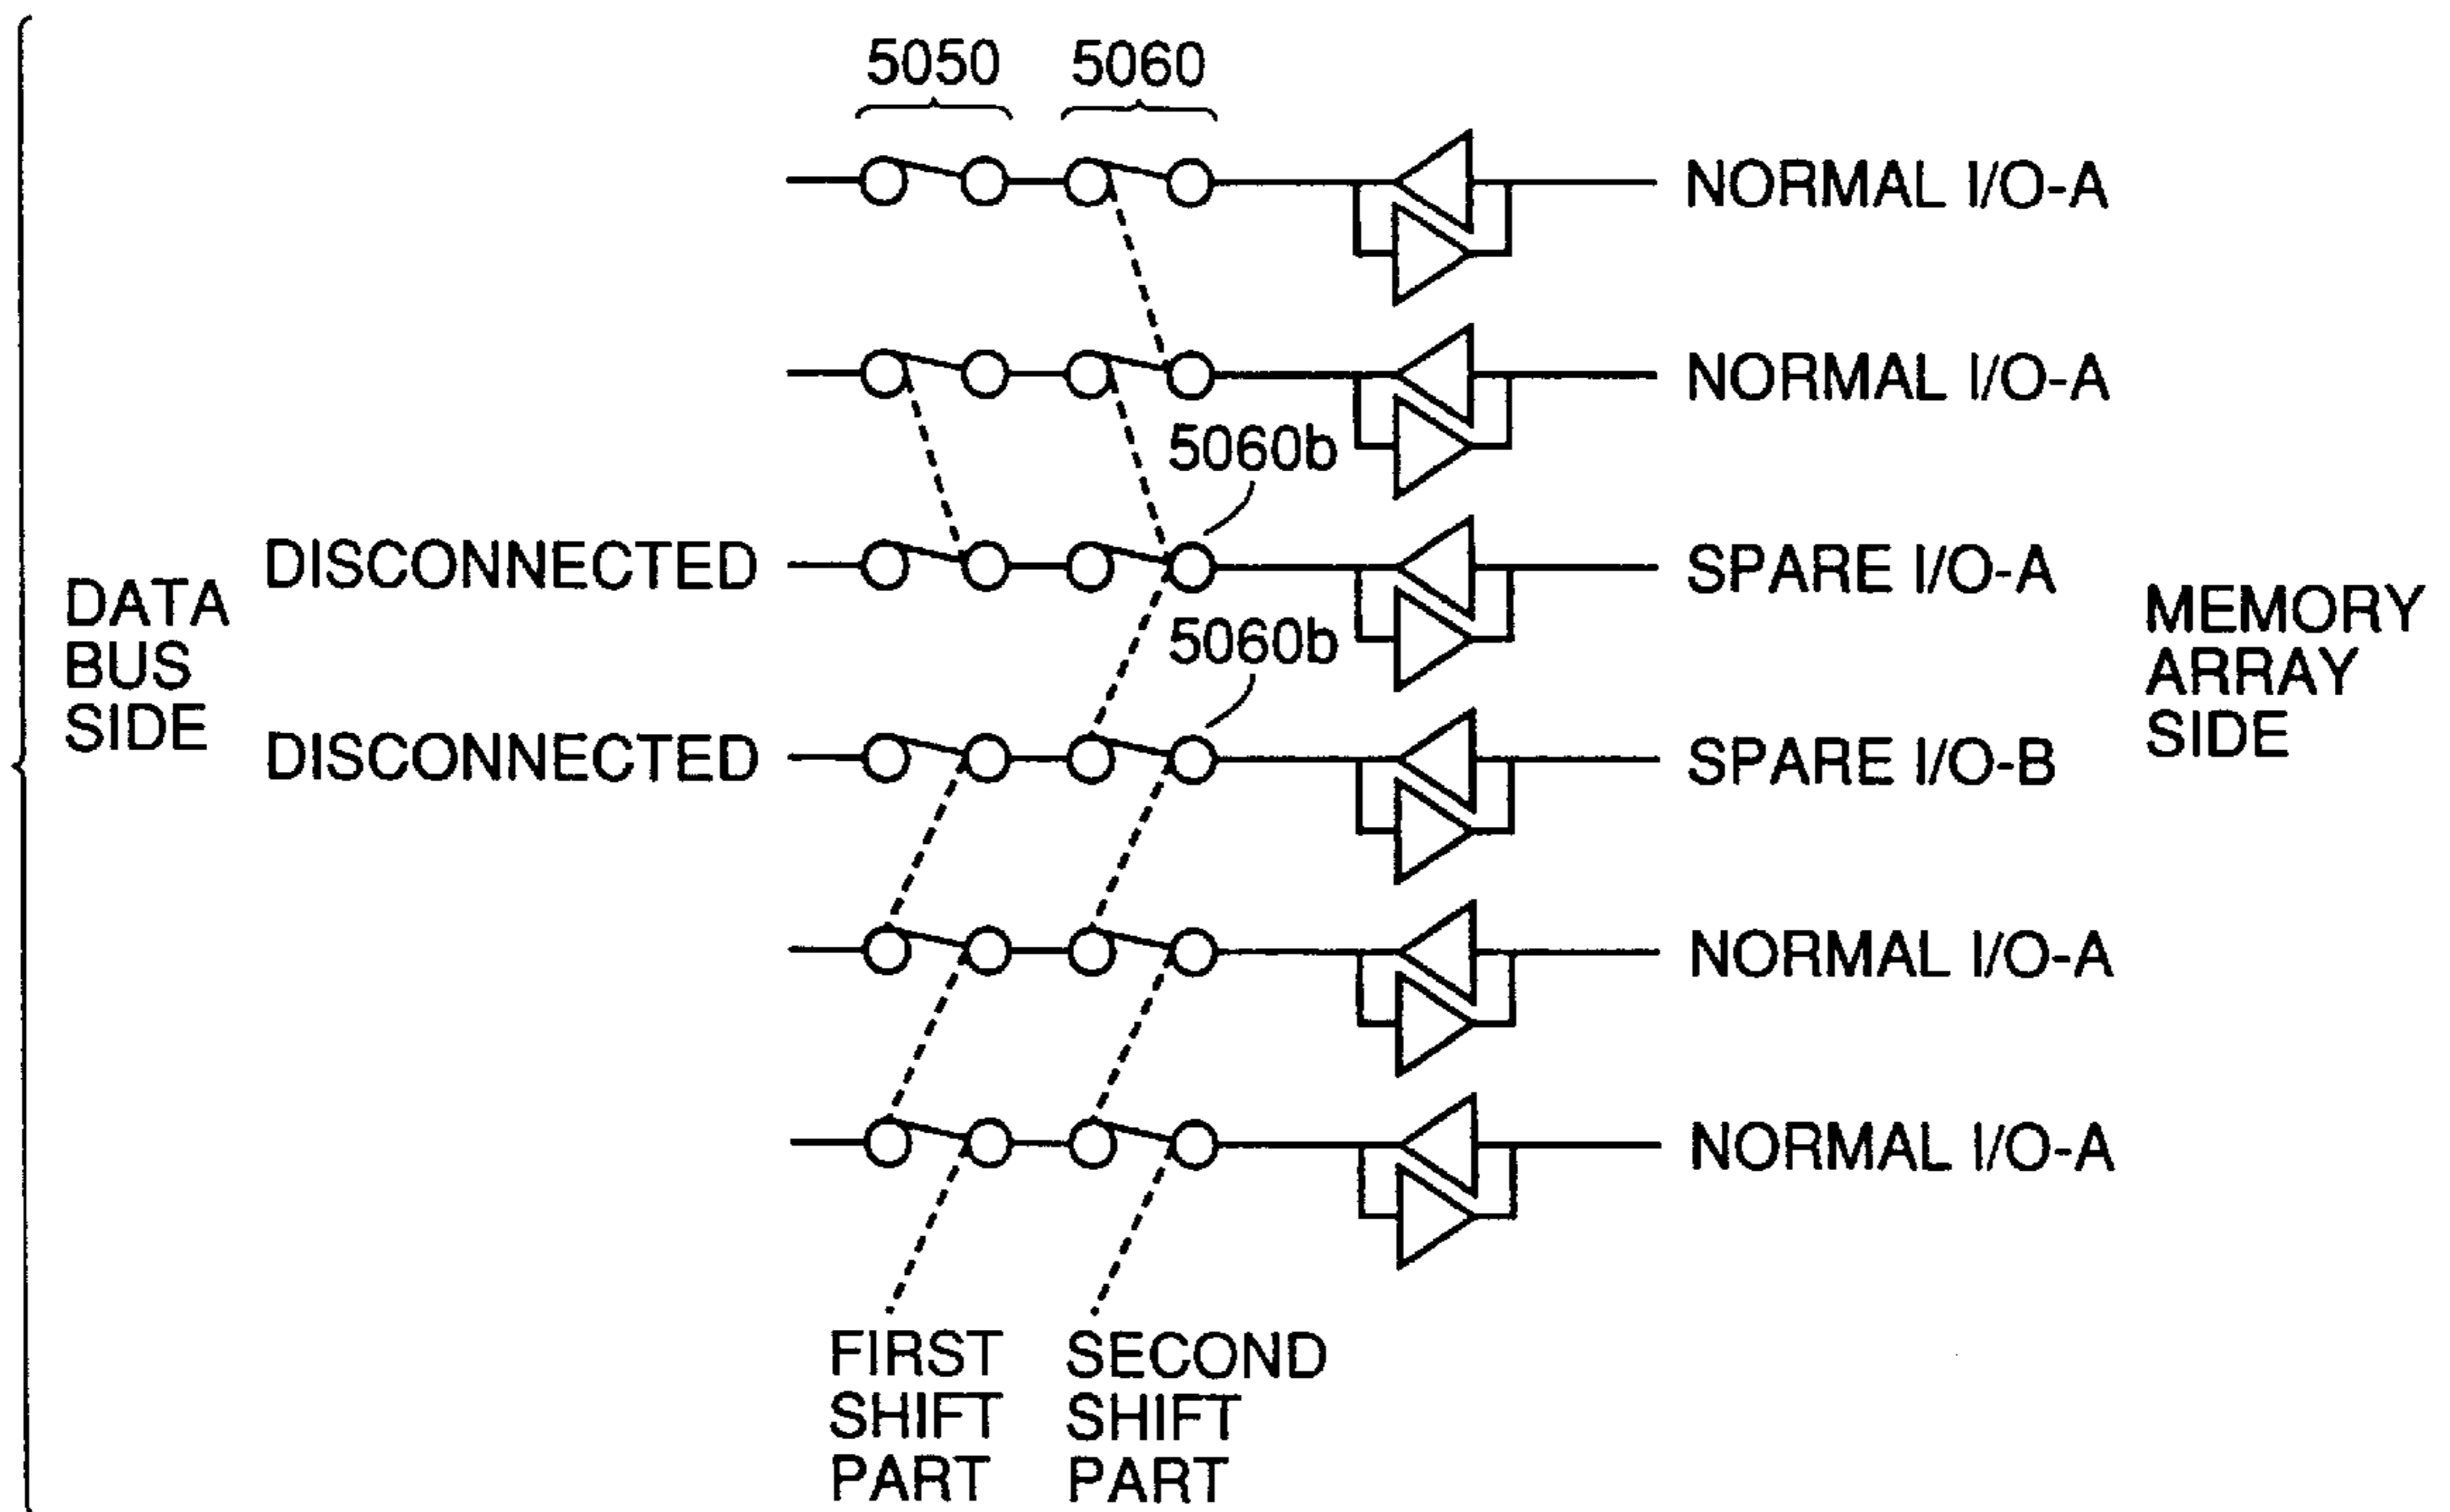 5050 5060
NORMAL I/O-A
NORMAL I/O-A
5060b
DISCONNECTED SPARE I/O-A
DATA
BUS
SIDE
MEMORY
ARRAY
SIDE
5060b
DISCONNECTED SPARE I/O-B
NORMAL I/O-A
NORMAL I/O-A
FIRST
SHIFT
PART
SECOND
SHIFT
PART